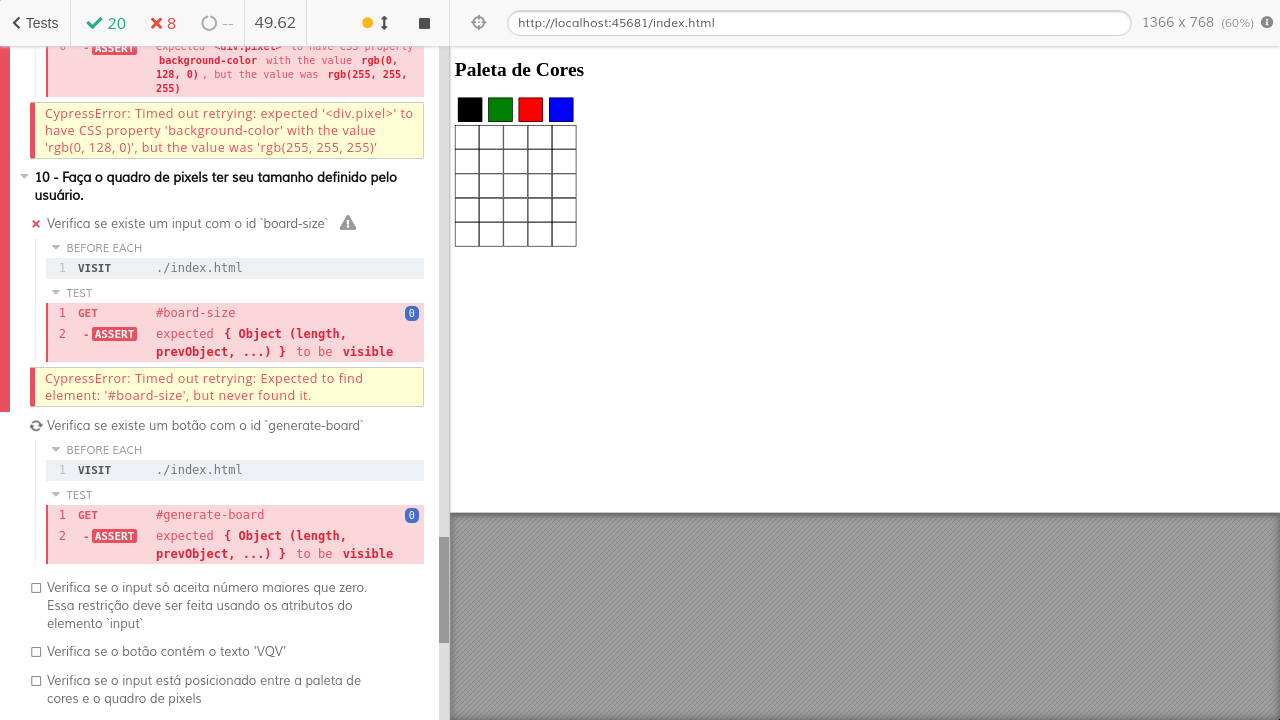 Tests
20
8
--
49.62
http://localhost:45681/index.html
1366 x 768 (60%)
6 - ASSERT expected <div.pixel> to have CSS property
background-color with the value rgb(0,
128, 0) , but the value was rgb(255, 255,
255)
CypressError: Timed out retrying: expected '<div.pixel>' to
have CSS property 'background-color' with the value
'rgb(0, 128, 0)', but the value was 'rgb(255, 255, 255)'
10 - Faça o quadro de pixels ter seu tamanho definido pelo
usuário.
Verifica se existe um input com o id `board-size`
BEFORE EACH
1 VISIT ./index.html
TEST
1 GET #board-size 0
2 - ASSERT expected { Object (length,
prevObject, ...) } to be visible
CypressError: Timed out retrying: Expected to find
element: '#board-size', but never found it.
Verifica se existe um botão com o id `generate-board`
BEFORE EACH
1 VISIT ./index.html
TEST
1 GET #generate-board 0
2 - ASSERT expected { Object (length,
prevObject, ...) } to be visible
Verifica se o input só aceita número maiores que zero.
Essa restrição deve ser feita usando os atributos do
elemento `input`
Verifica se o botão contém o texto 'VQV'
Verifica se o input está posicionado entre a paleta de
cores e o quadro de pixels
Paleta de Cores